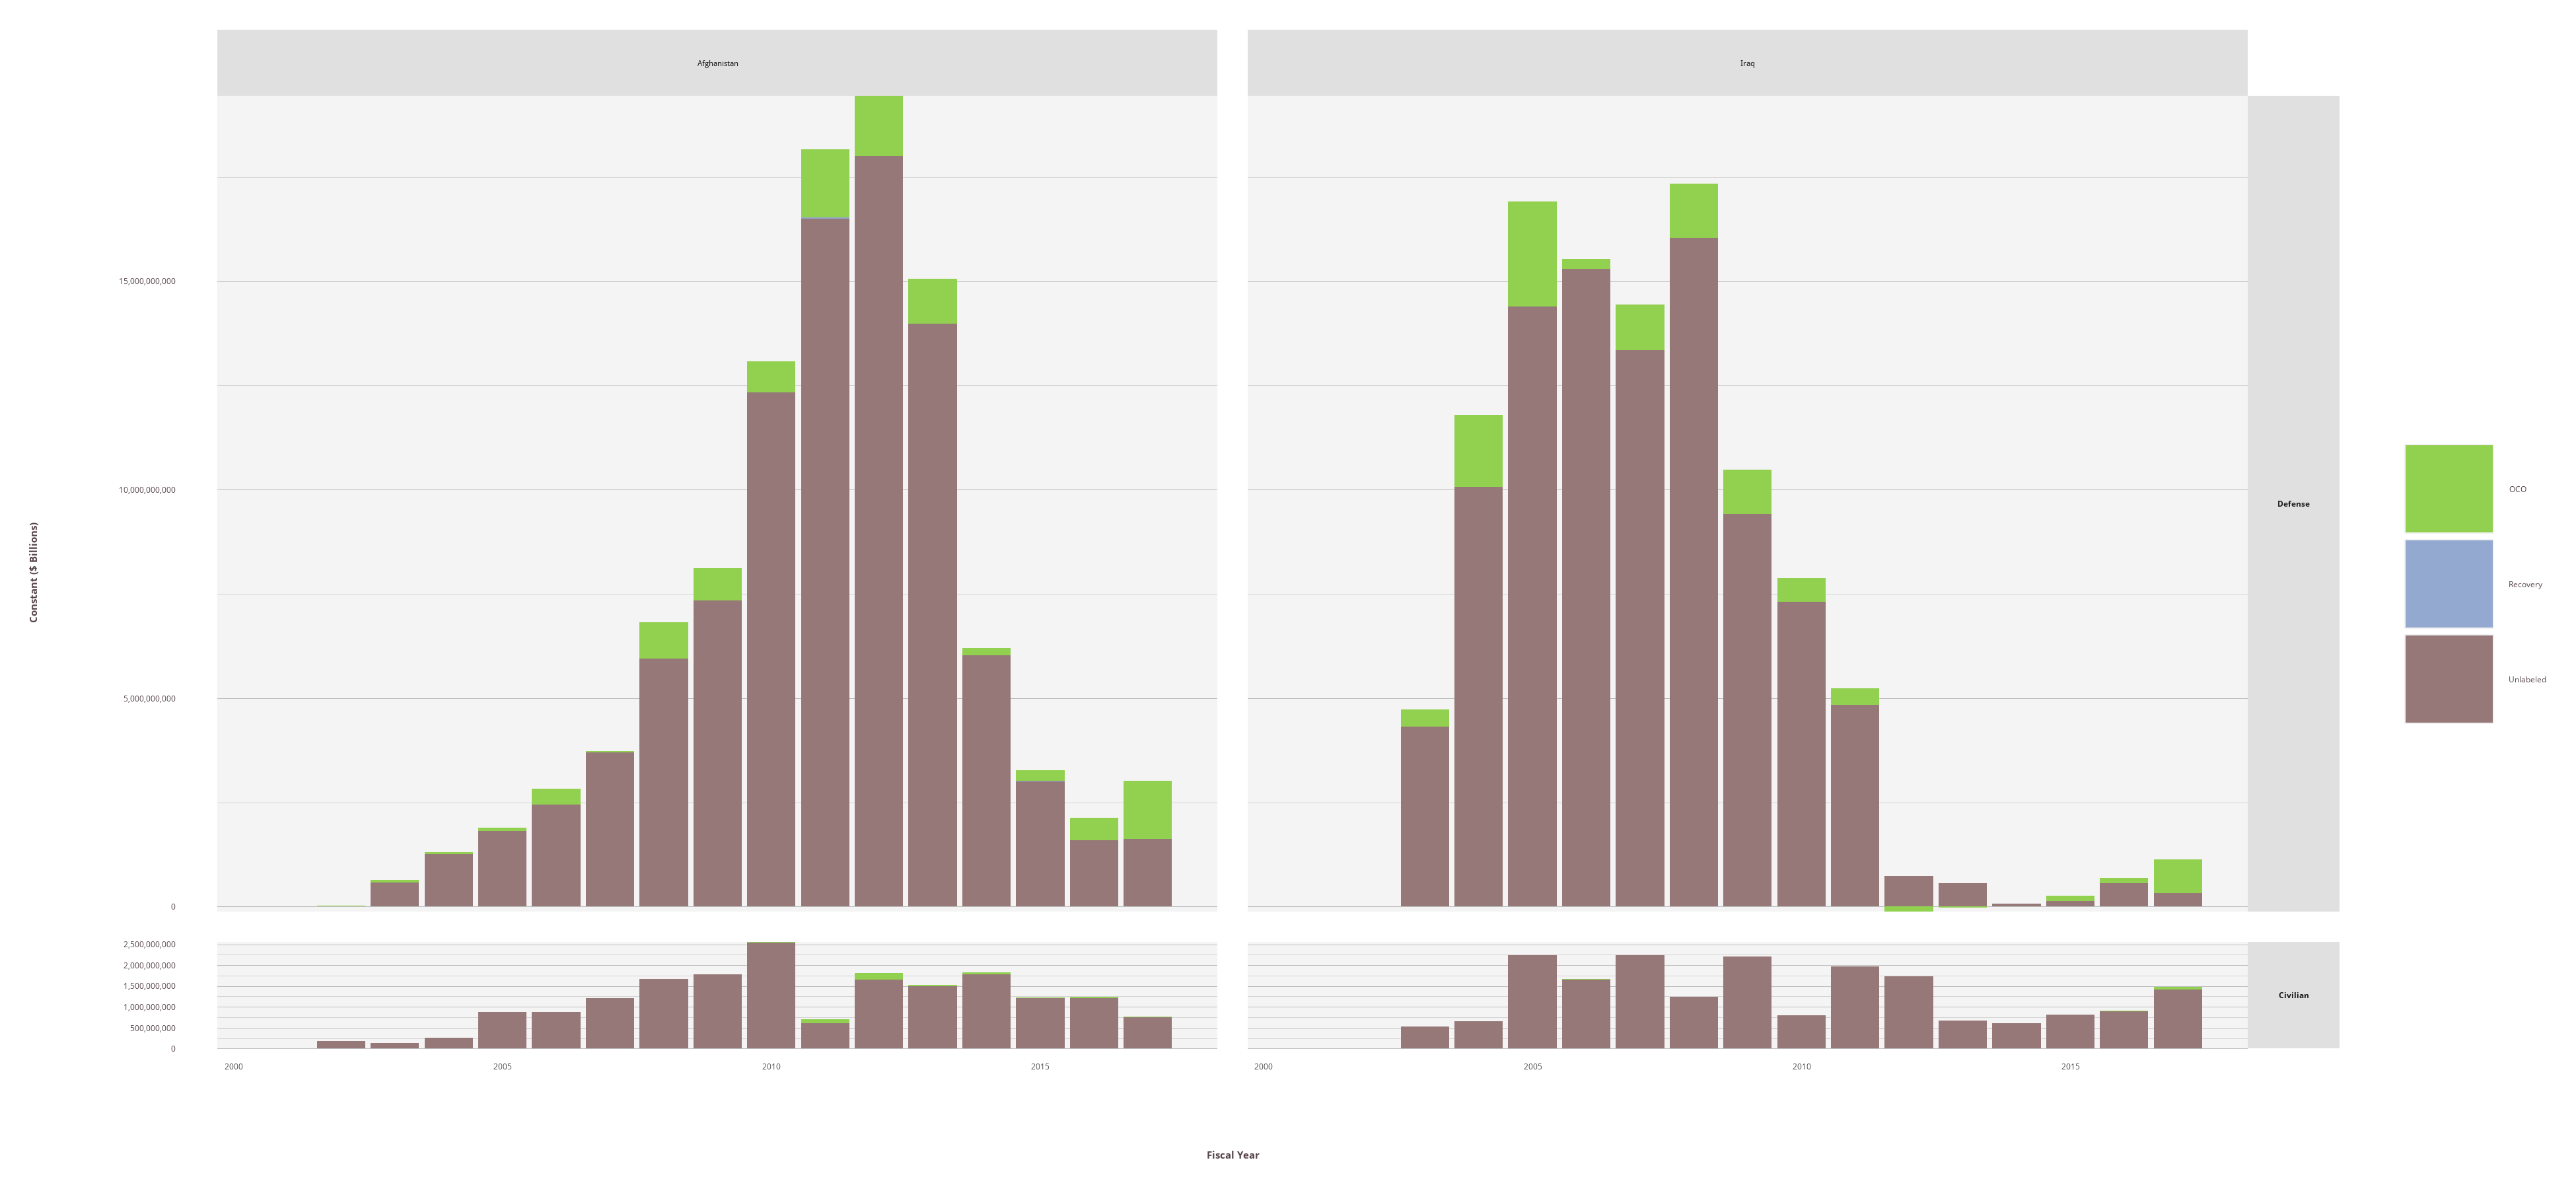 Afghanistan
Iraq
15,000,000,000
10,000,000,000
5,000,000,000
0
Defense
2,500,000,000
2,000,000,000
1,500,000,000
1,000,000,000
500,000,000
0
Civilian
2000
2005
2010
2015
2000
2005
2010
2015
Constant ($ Billions)
Fiscal Year
OCO
Recovery
Unlabeled